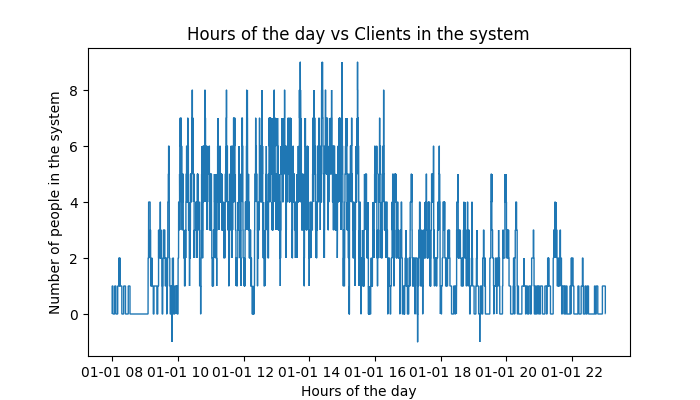 Hours of the day vs Clients in the system
Number of people in the system
8
6
4
2
0
01-01 08 01-01 10 01-01 12 01-01 14 01-01 16 01-01 18 01-01 20 01-01 22
Hours of the day